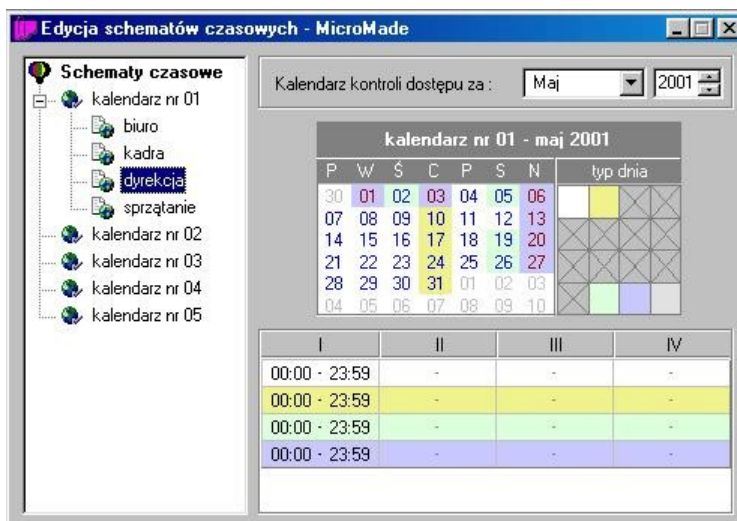 Edycja schematów czasowych - MicroMade
Schematy czasowe
kalendarz nr 01
biuro
kadra
dyrekcja
sprzątanie
kalendarz nr 02
kalendarz nr 03
kalendarz nr 04
kalendarz nr 05
Kalendarz kontroli dostępu za : Maj 2001
kalendarz nr 01 - maj 2001
P W Ś C P S N typ dnia
30 01 02 03 04 05 06
07 08 09 10 11 12 13
14 15 16 17 18 19 20
21 22 23 24 25 26 27
28 29 30 31 01 02 03
04 05 06 07 08 09 10
I II III IV
00:00 - 23:59 - - -
00:00 - 23:59 - - -
00:00 - 23:59 - - -
00:00 - 23:59 - - -